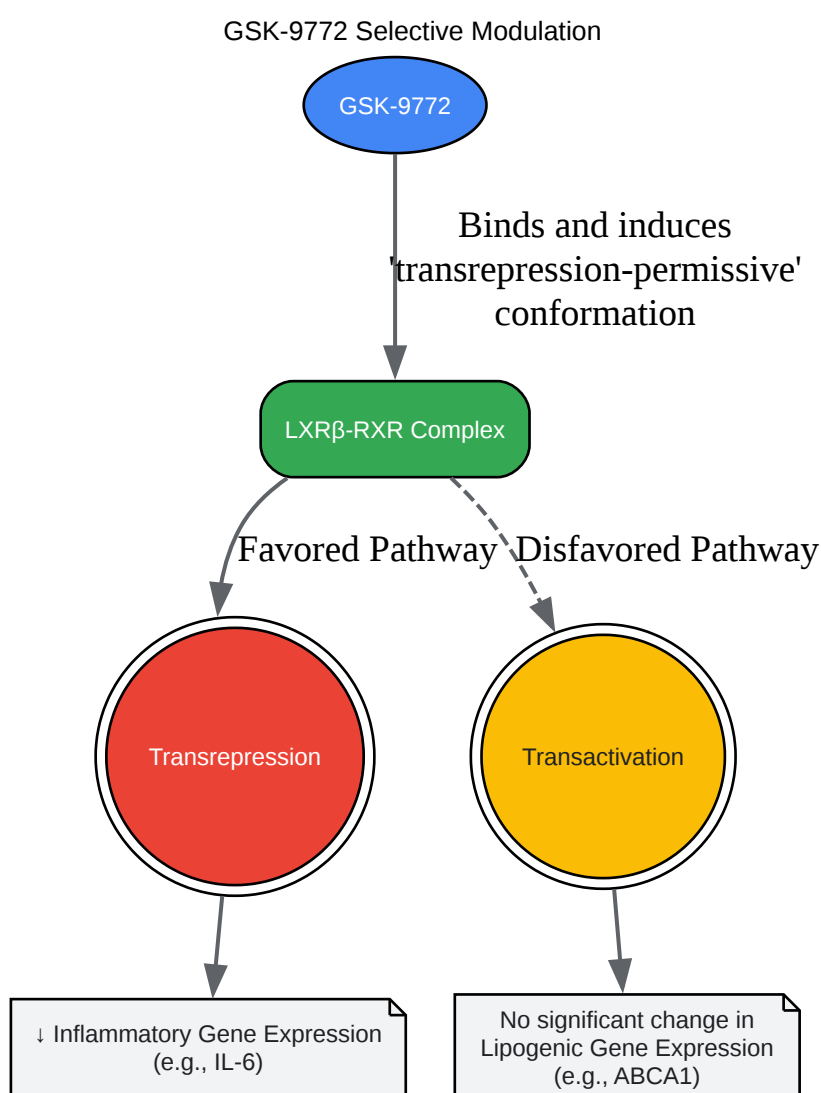 GSK-9772 Selective Modulation
GSK-9772
Binds and induces
'transrepression-permissive'
conformation
LXRβ-RXR Complex
Favored Pathway
Disfavored Pathway
Transrepression
Transactivation
↓ Inflammatory Gene Expression
(e.g., IL-6)
No significant change in
Lipogenic Gene Expression
(e.g., ABCA1)